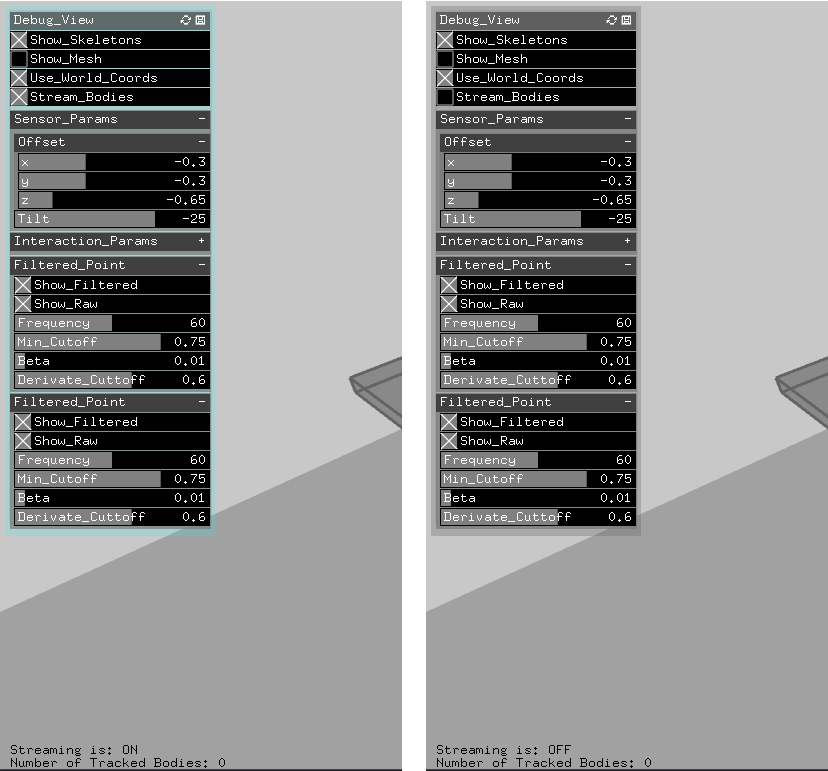 Debug_View
Show_Skeletons
Show_Mesh
Use_World_Coords
Stream_Bodies
Sensor_Params -
Offset -
x -0.3
y -0.3
z -0.65
Tilt -25
Interaction_Params +
Filtered_Point -
Show_Filtered
Show_Raw
Frequency 60
Min_Cutoff 0.75
Beta 0.01
Derivate_Cuttoff 0.6
Filtered_Point -
Show_Filtered
Show_Raw
Frequency 60
Min_Cutoff 0.75
Beta 0.01
Derivate_Cuttoff 0.6
Streaming is: ON
Number of Tracked Bodies: 0
Debug_View
Show_Skeletons
Show_Mesh
Use_World_Coords
Stream_Bodies
Sensor_Params -
Offset -
x -0.3
y -0.3
z -0.65
Tilt -25
Interaction_Params +
Filtered_Point -
Show_Filtered
Show_Raw
Frequency 60
Min_Cutoff 0.75
Beta 0.01
Derivate_Cuttoff 0.6
Filtered_Point -
Show_Filtered
Show_Raw
Frequency 60
Min_Cutoff 0.75
Beta 0.01
Derivate_Cuttoff 0.6
Streaming is: OFF
Number of Tracked Bodies: 0